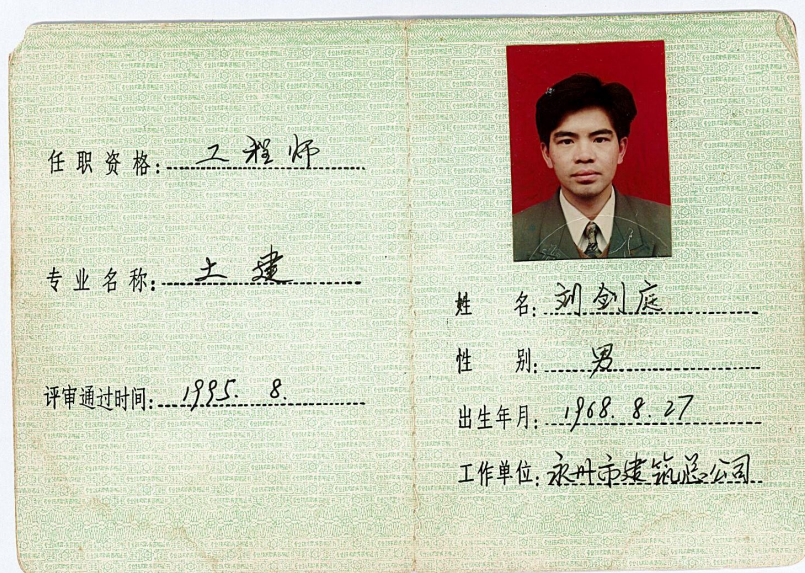 任职资格: 工程师
专业名称: 土建
评审通过时间: 1995. 8.
姓 名: 刘剑庭
性 别: 男
出生年月: 1968. 8. 27
工作单位: 永州市建筑总公司